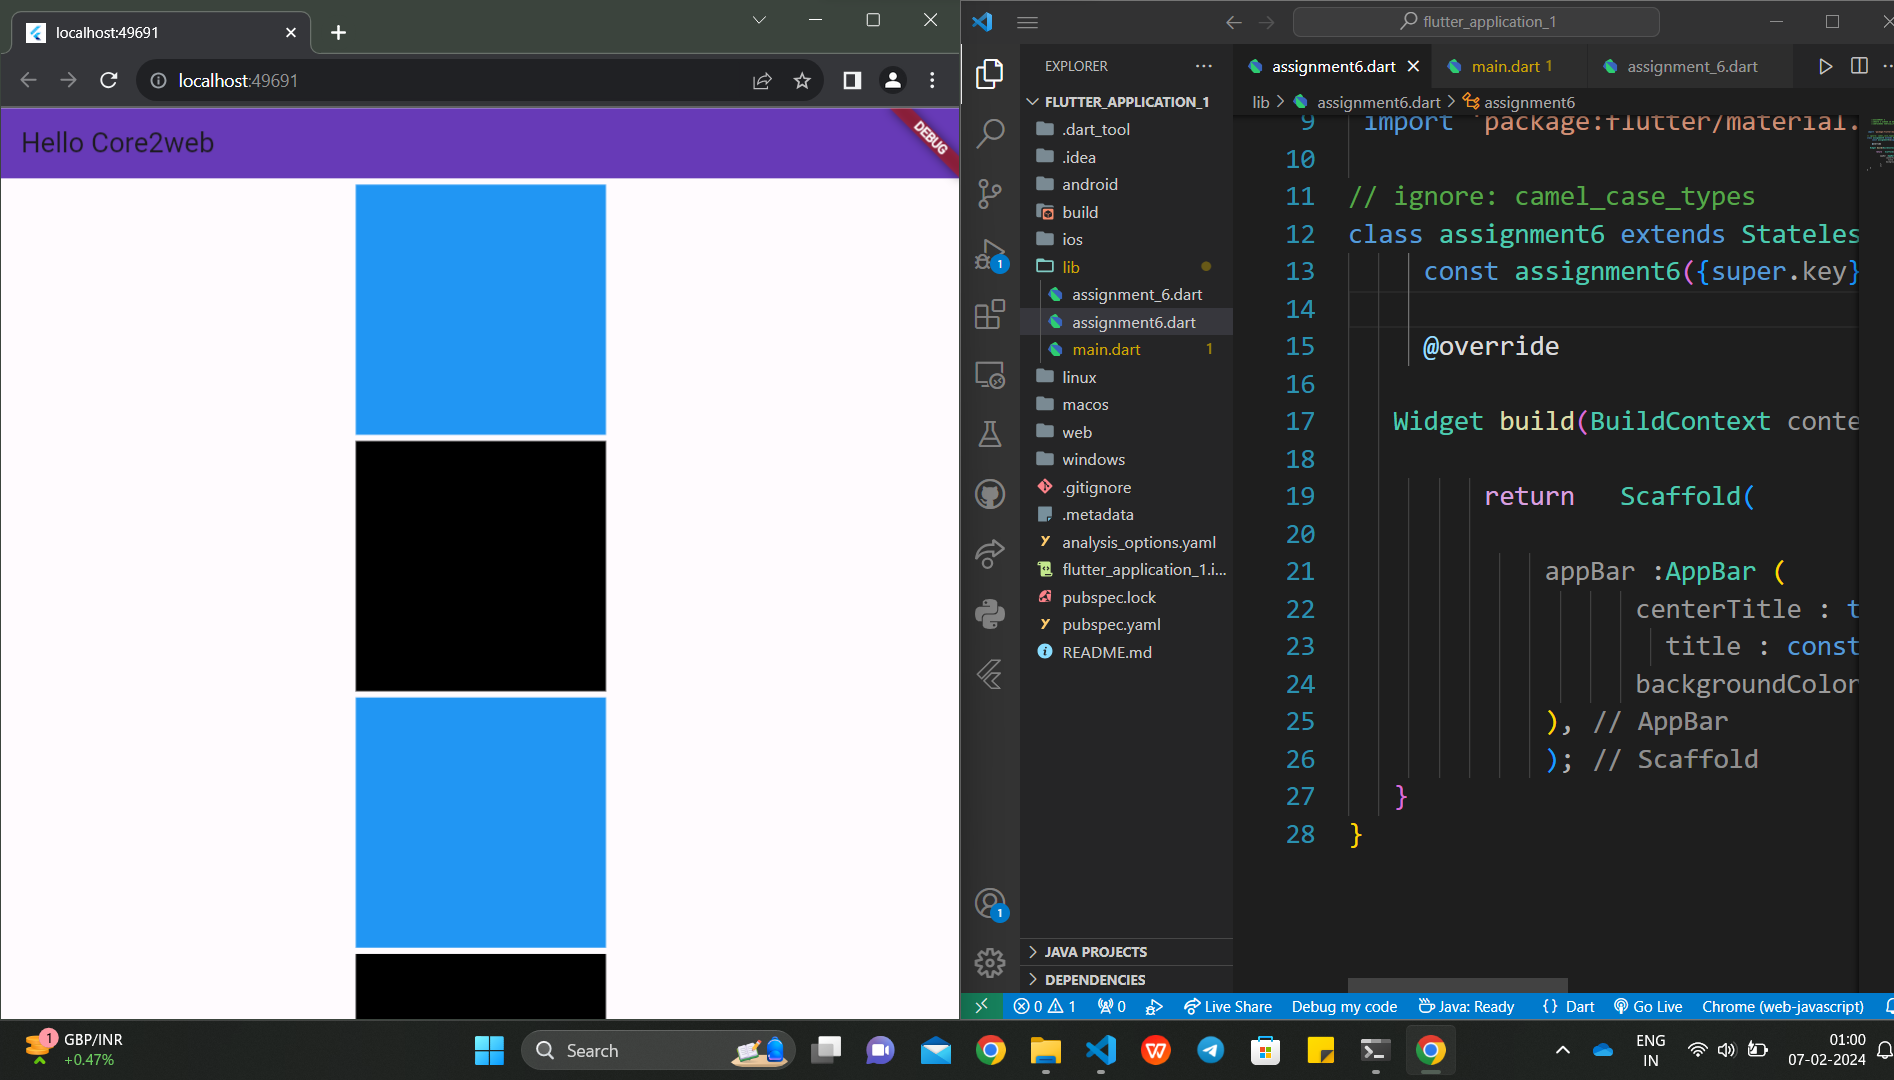 localhost:49691
localhost:49691
Hello Core2web
DEBUG
flutter_application_1
EXPLORER
FLUTTER_APPLICATION_1
.dart_tool
.idea
android
build
ios
lib
assignment_6.dart
assignment6.dart
main.dart 1
linux
macos
web
windows
.gitignore
.metadata
analysis_options.yaml
flutter_application_1.i...
pubspec.lock
pubspec.yaml
README.md
JAVA PROJECTS
DEPENDENCIES
assignment6.dart main.dart 1 assignment_6.dart
lib > assignment6.dart > assignment6
9 import 'package:flutter/material.
10
11 // ignore: camel_case_types
12 class assignment6 extends Stateles
13 const assignment6({super.key}
14
15 @override
16
17 Widget build(BuildContext conte
18
19 return Scaffold(
20
21 appBar :AppBar (
22 centerTitle : t
23 title : const
24 backgroundColor
25 ), // AppBar
26 ); // Scaffold
27 }
28 }
1
1
0 1 0 Live Share Debug my code Java: Ready {} Dart Go Live Chrome (web-javascript)
1
GBP/INR
+0.47%
Search
ENG
IN
01:00
07-02-2024